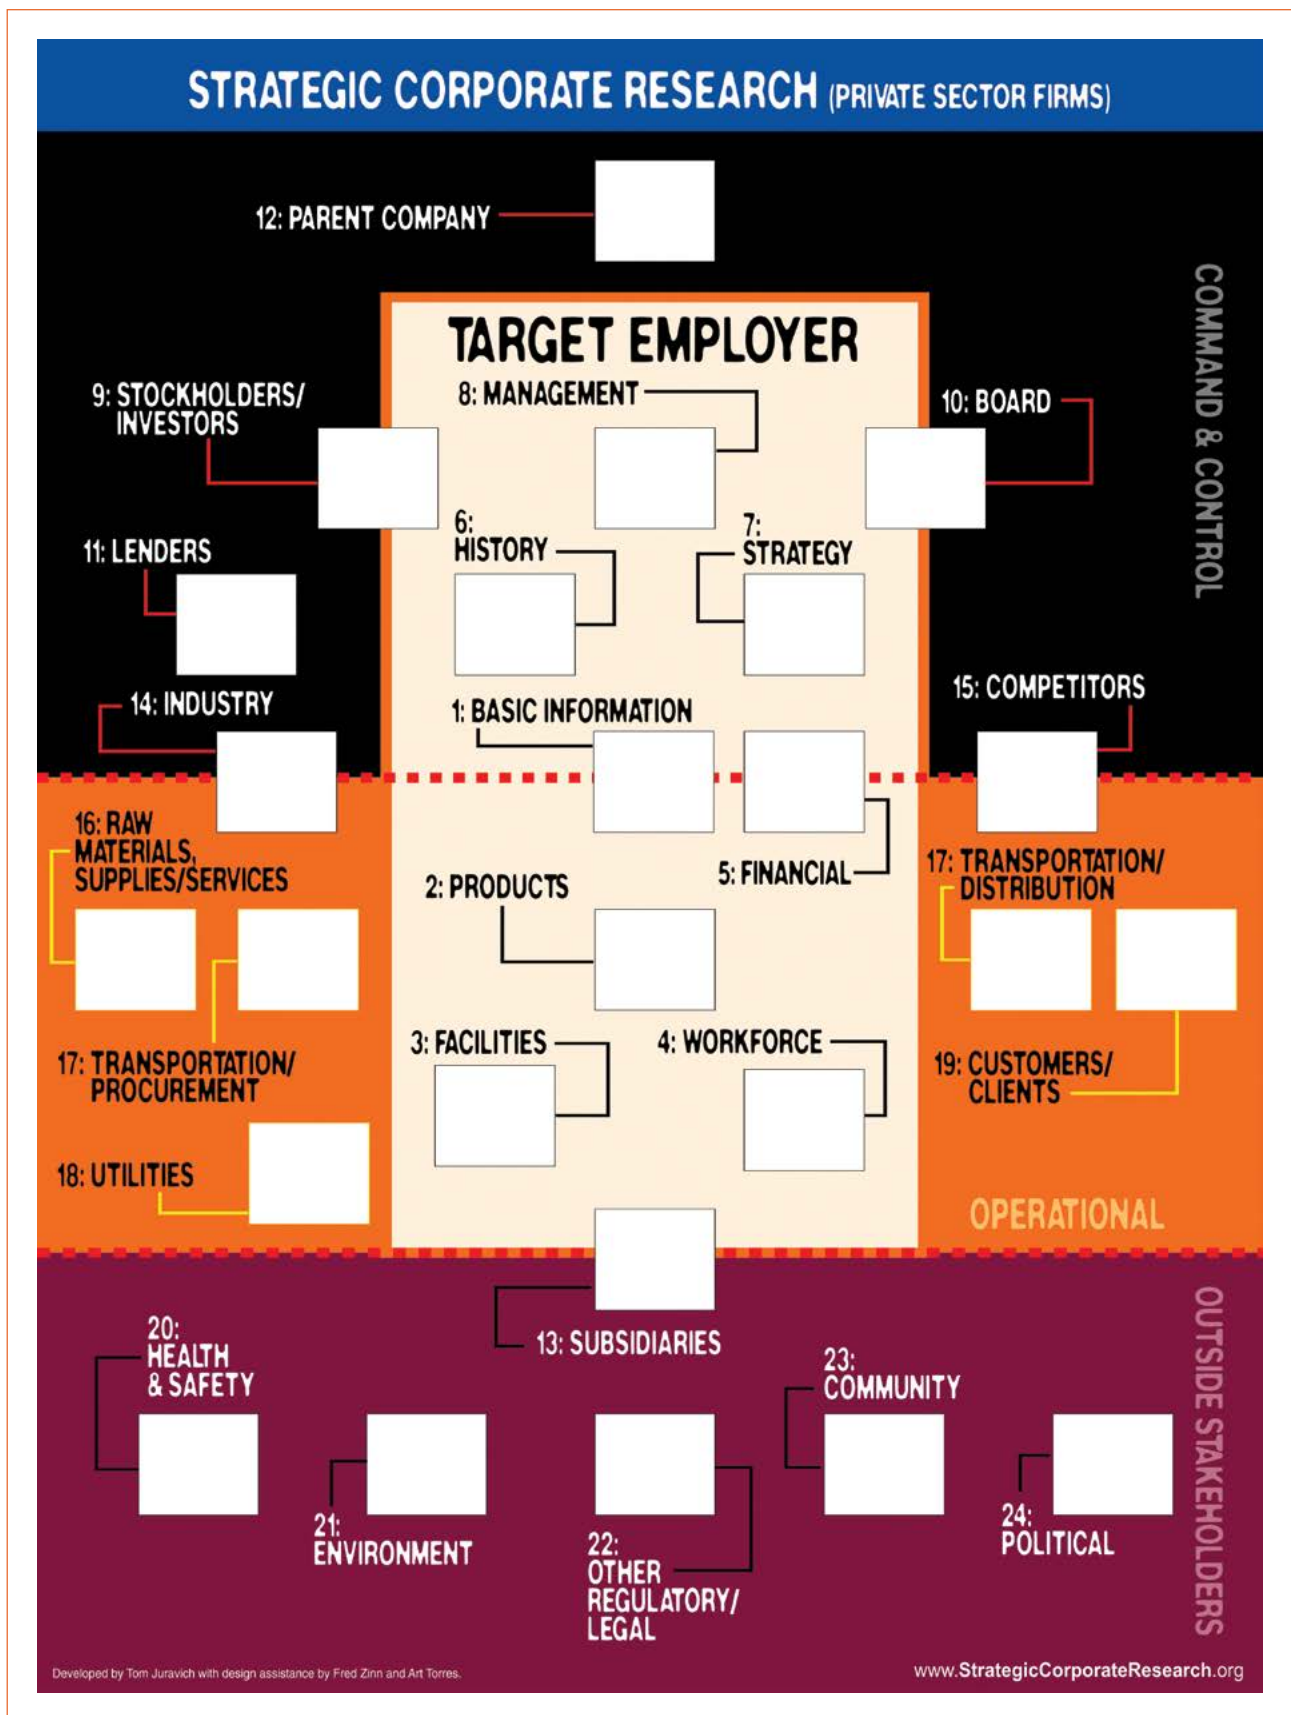 STRATEGIC CORPORATE RESEARCH (PRIVATE SECTOR FIRMS)
12: PARENT COMPANY
COMMAND & CONTROL
TARGET EMPLOYER
9: STOCKHOLDERS/
INVESTORS
8: MANAGEMENT
10: BOARD
11: LENDERS
6:
HISTORY
7:
STRATEGY
14: INDUSTRY
1: BASIC INFORMATION
15: COMPETITORS
16: RAW
MATERIALS,
SUPPLIES/SERVICES
2: PRODUCTS
5: FINANCIAL
17: TRANSPORTATION/
DISTRIBUTION
17: TRANSPORTATION/
PROCUREMENT
3: FACILITIES
4: WORKFORCE
19: CUSTOMERS/
CLIENTS
18: UTILITIES
OPERATIONAL
13: SUBSIDIARIES
OUTSIDE STAKEHOLDERS
20:
HEALTH
& SAFETY
21:
ENVIRONMENT
22:
OTHER
REGULATORY/
LEGAL
23:
COMMUNITY
24:
POLITICAL
Developed by Tom Juravich with design assistance by Fred Zinn and Art Torres.
www.StrategicCorporateResearch.org